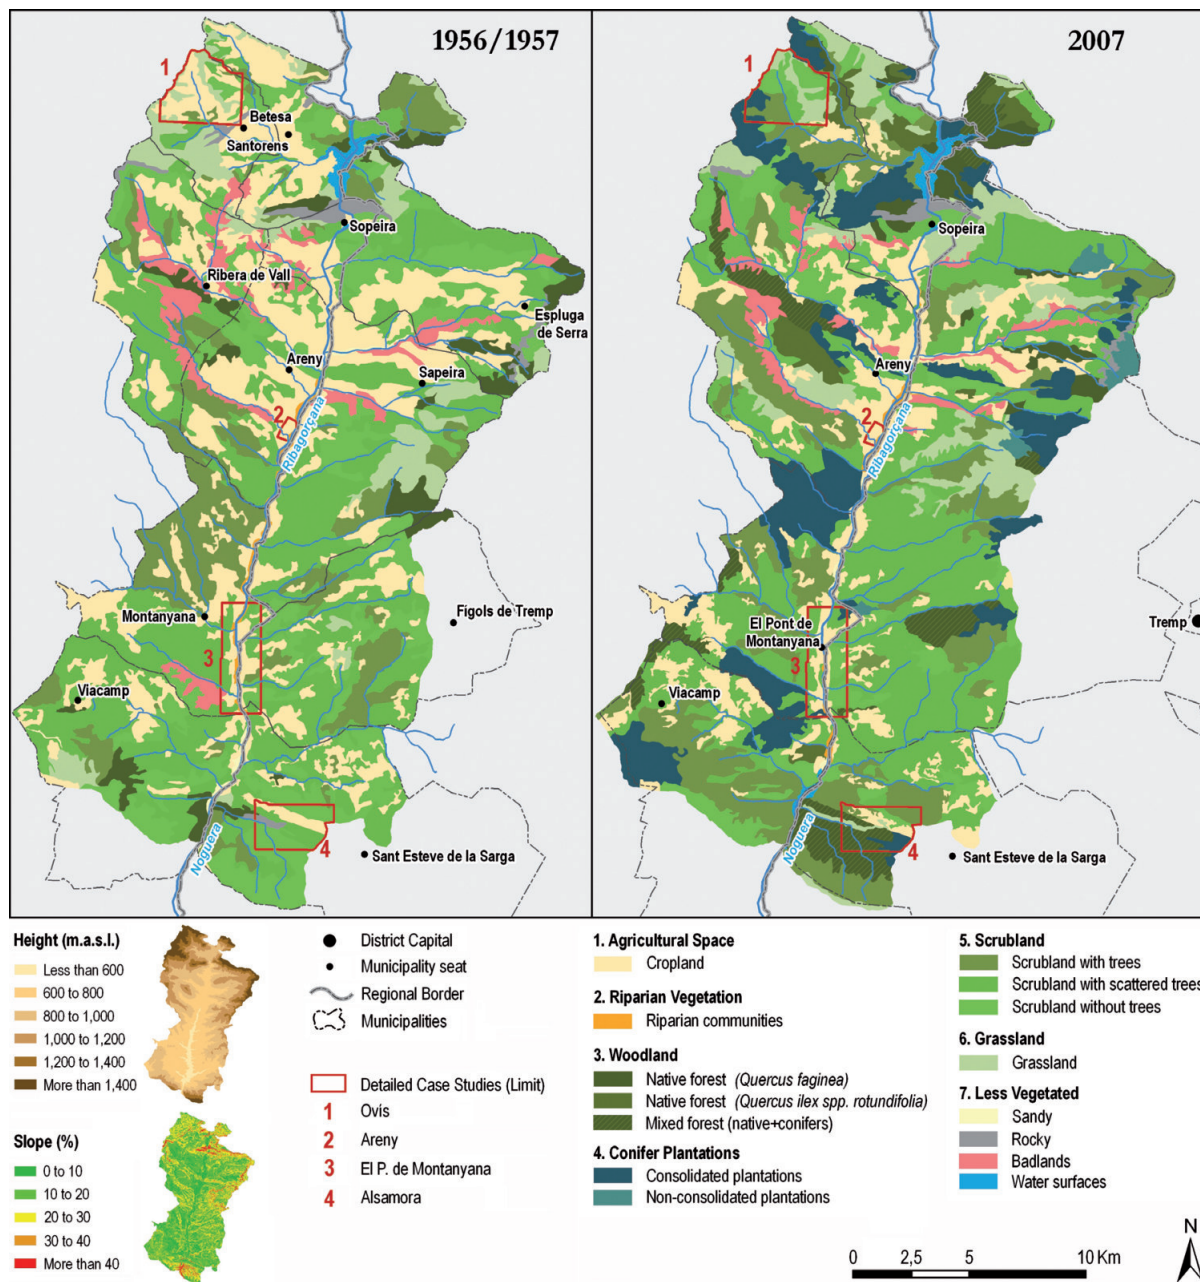 1956/1957
1
Betesa
Santorens
Sopeira
Ribera de Vall
Espluga
de Serra
Areny
Sapeira
2
Ribagorçana
Montanyana
Figols de Tremp
3
Viacamp
4
Noguera
Sant Esteve de la Sarga
2007
1
Sopeira
Areny
2
Ribagorçana
El Pont de
Montanyana
Tremp
3
Viacamp
4
Noguera
Sant Esteve de la Sarga
Height (m.a.s.l.)
Less than 600
600 to 800
800 to 1,000
1,000 to 1,200
1,200 to 1,400
More than 1,400
Slope (%)
0 to 10
10 to 20
20 to 30
30 to 40
More than 40
District Capital
Municipality seat
Regional Border
Municipalities
Detailed Case Studies (Limit)
1 Ovís
2 Areny
3 El P. de Montanyana
4 Alsamora
1. Agricultural Space
Cropland
2. Riparian Vegetation
Riparian communities
3. Woodland
Native forest (Quercus faginea)
Native forest (Quercus ilex spp. rotundifolia)
Mixed forest (native+conifers)
4. Conifer Plantations
Consolidated plantations
Non-consolidated plantations
5. Scrubland
Scrubland with trees
Scrubland with scattered trees
Scrubland without trees
6. Grassland
Grassland
7. Less Vegetated
Sandy
Rocky
Badlands
Water surfaces
0 2,5 5 10 Km
N